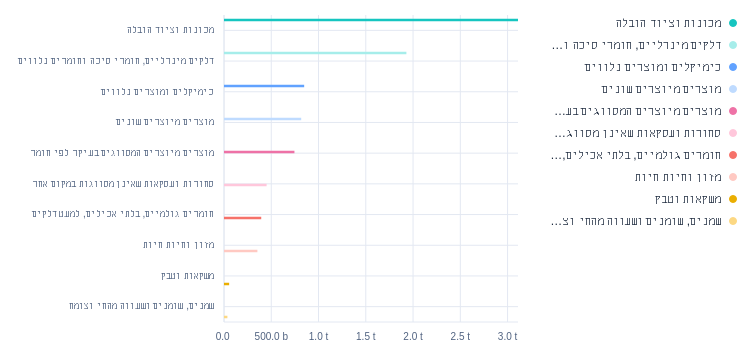 מכונות וציוד הובלה
דלקים מינרליים, חומרי סיכה וחומרים נלווים
כימיקלים ומוצרים נלווים
מוצרים מיוצרים שונים
מוצרים מיוצרים המסווגים בעיקר לפי חומר
סחורות ועסקאות שאינן מסווגות במקום אחר
חומרים גולמיים, בלתי אכילים, למעט דלקים
מזון וחיות חיות
משקאות וטבק
שמנים, שומנים ושעווה מהחי וצומח
0.0 500.0 b 1.0 t 1.5 t 2.0 t 2.5 t 3.0 t
מכונות וציוד הובלה
דלקים מינרליים, חומרי סיכה ו...
כימיקלים ומוצרים נלווים
מוצרים מיוצרים שונים
מוצרים מיוצרים המסווגים בע...
סחורות ועסקאות שאינן מסווג...
חומרים גולמיים, בלתי אכילים,...
מזון וחיות חיות
משקאות וטבק
שמנים, שומנים ושעווה מהחי וצ...